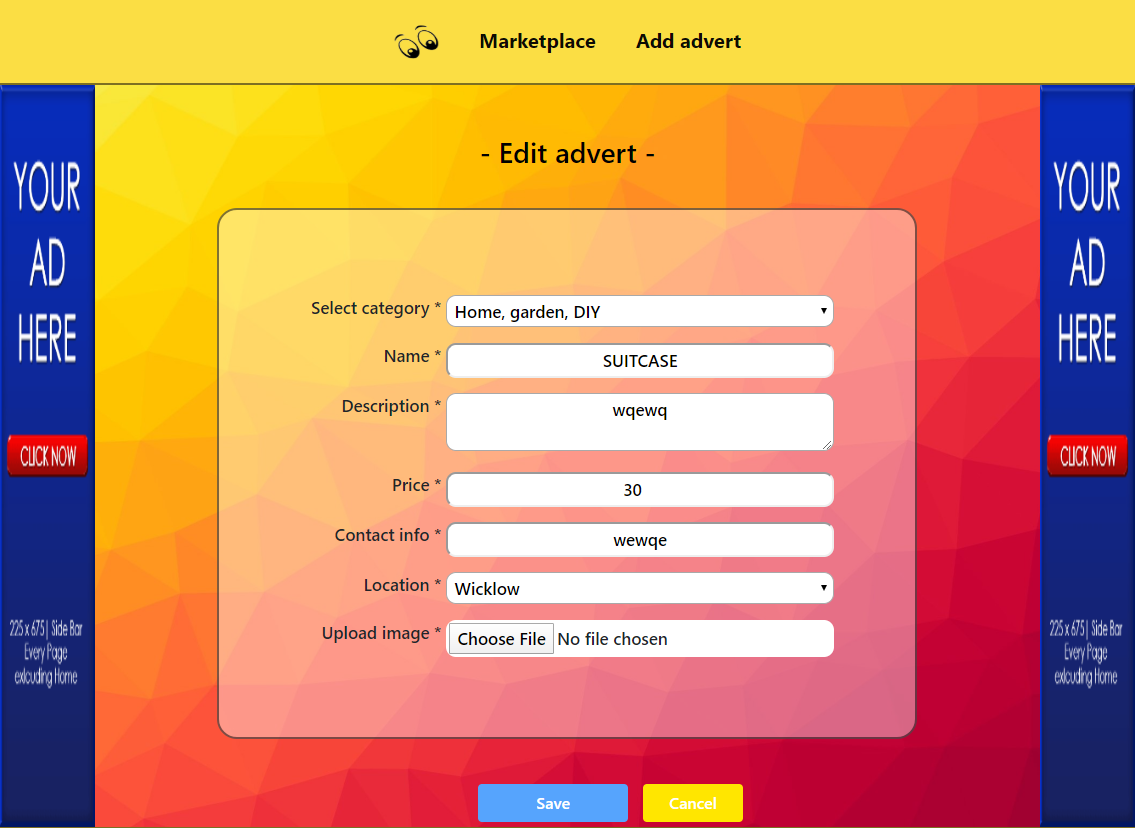 Marketplace Add advert
- Edit advert -
YOUR
AD
HERE
CLICK NOW
225 x 675| Side Bar
Every Page
exlcuding Home
Select category * Home, garden, DIY
Name * SUITCASE
Description * wqewq
Price * 30
Contact info * wewqe
Location * Wicklow
Upload image * Choose File No file chosen
Save Cancel
YOUR
AD
HERE
CLICK NOW
225 x 675| Side Bar
Every Page
exlcuding Home